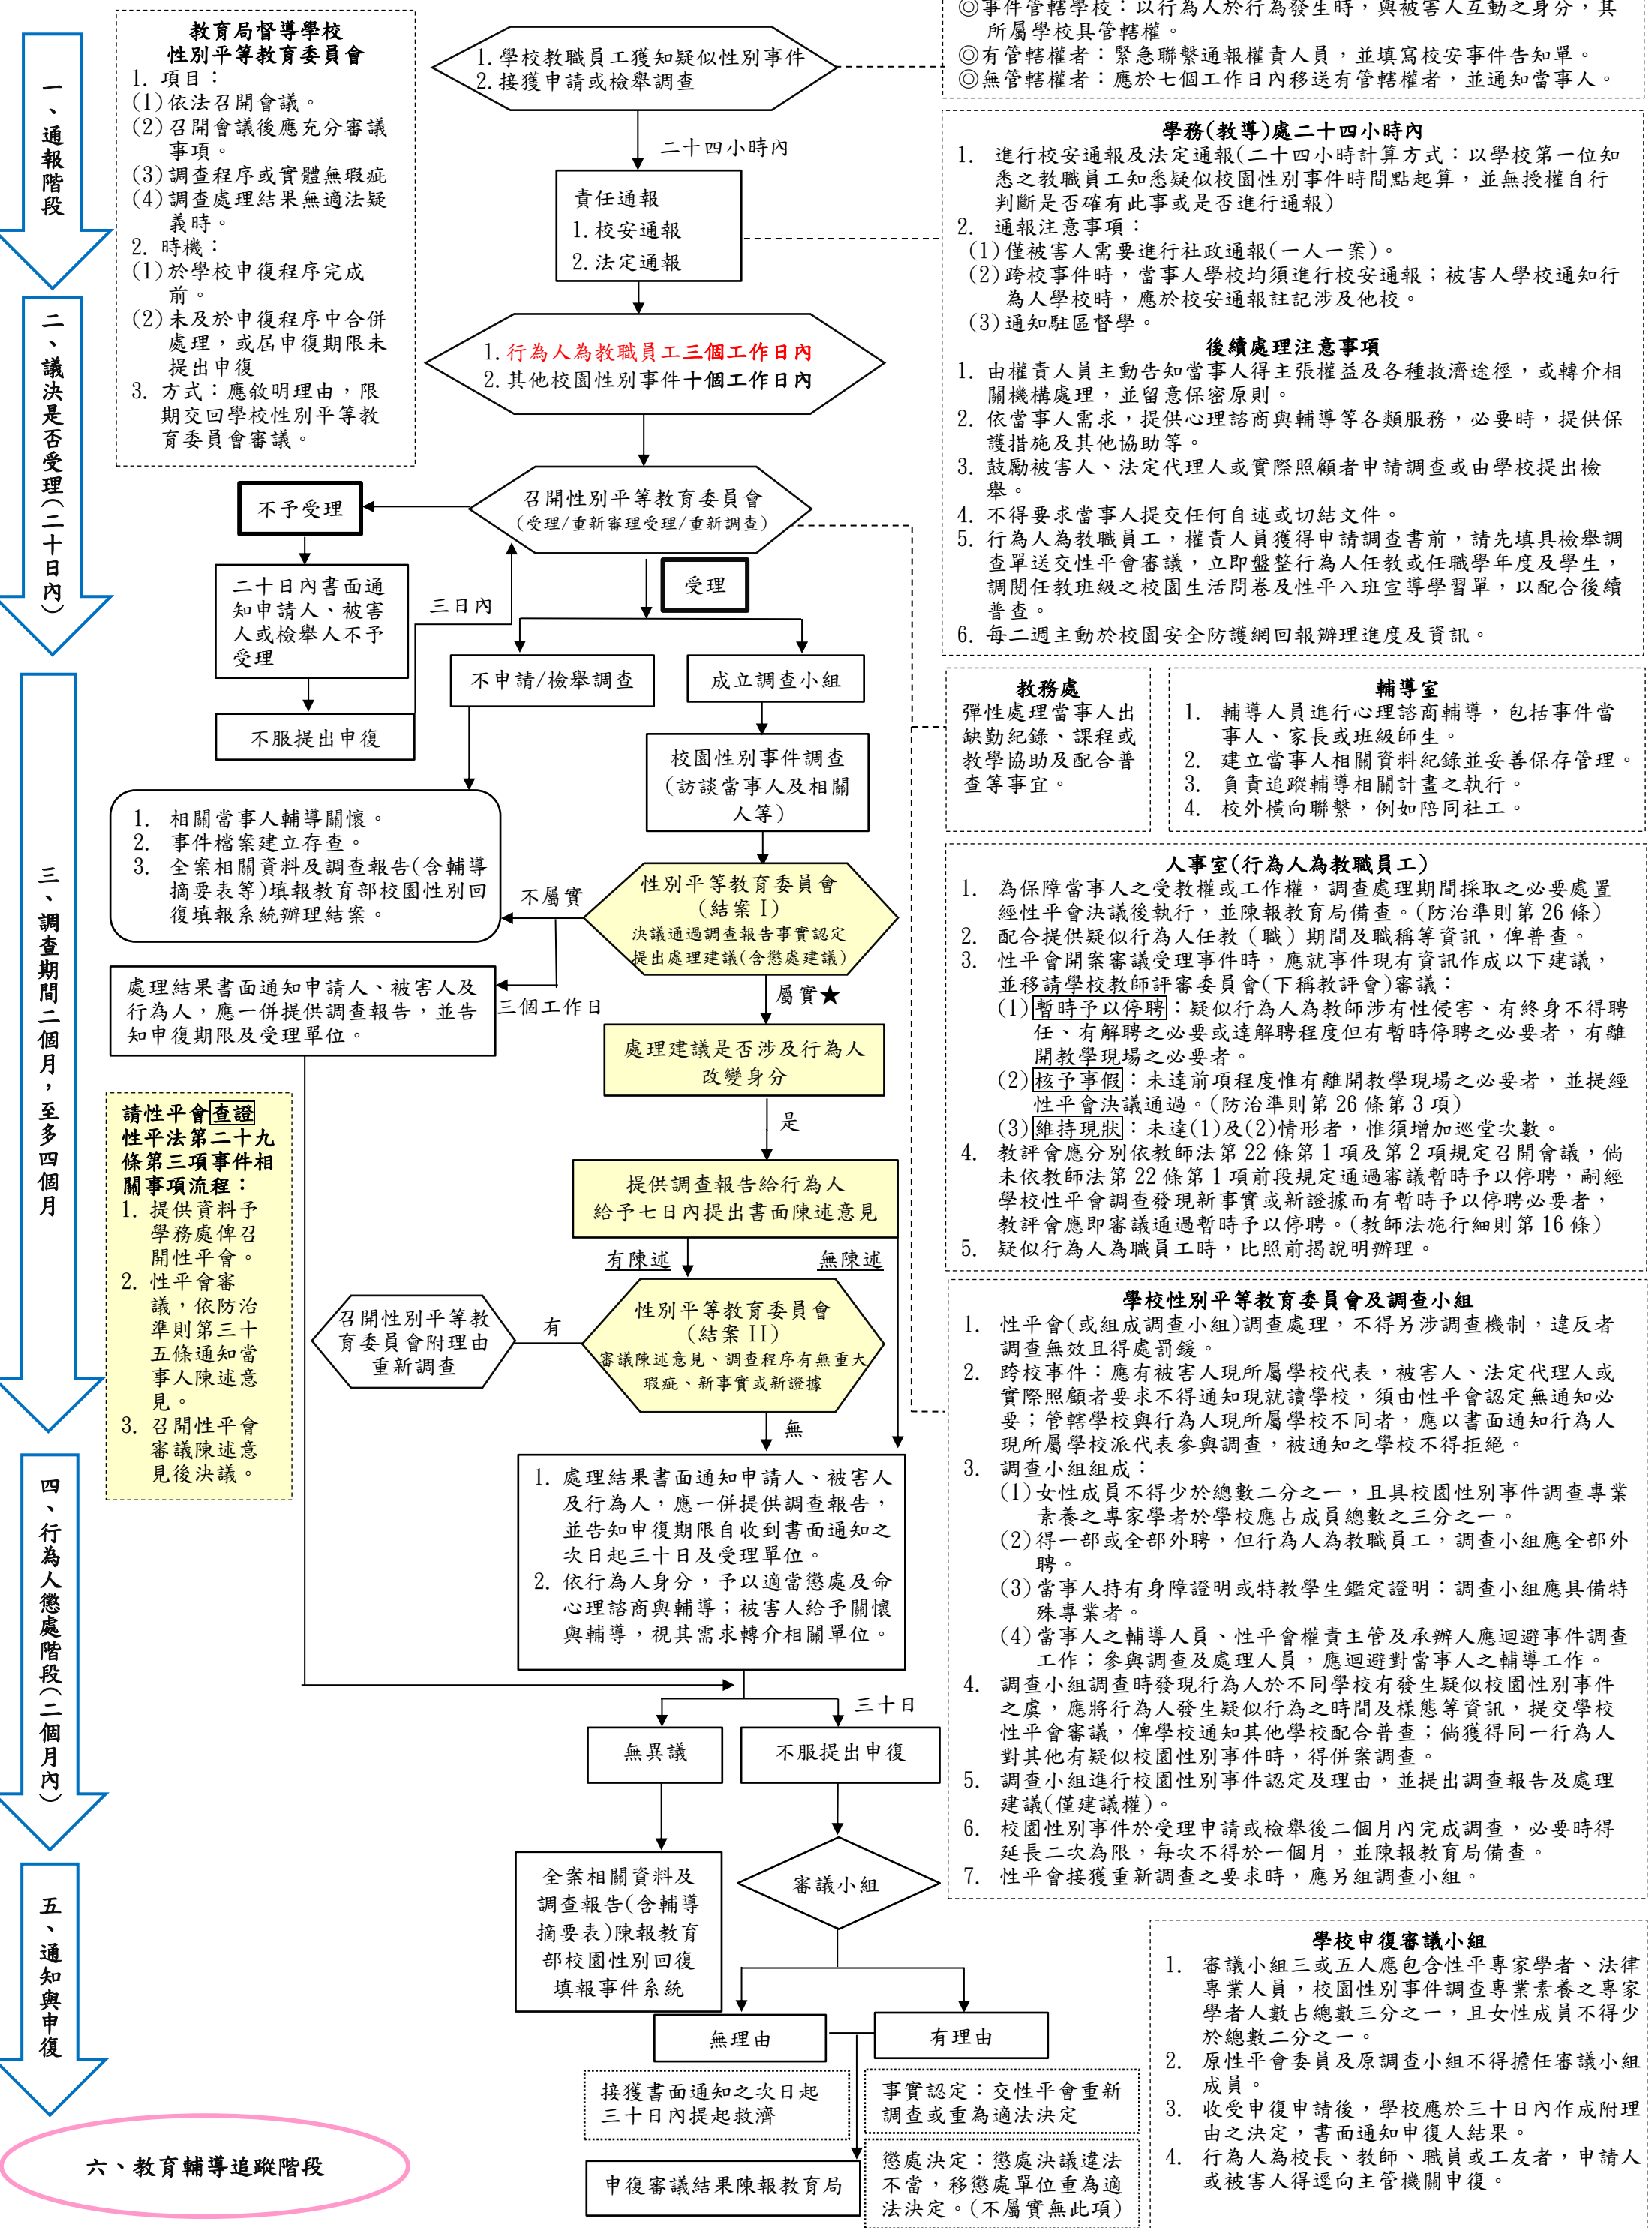 一、通報階段
二、議決是否受理(二十日內)
三、調查期間二個月，至多四個月
四、行為人懲處階段(二個月內)
五、通知與申復
六、教育輔導追蹤階段
教育局督導學校
性別平等教育委員會
1. 項目：
(1)依法召開會議。
(2)召開會議後應充分審議
事項。
(3)調查程序或實體無瑕疵
(4)調查處理結果無適法疑
義時。
2. 時機：
(1)於學校申復程序完成
前。
(2)未及於申復程序中合併
處理，或屆申復期限未
提出申復
3. 方式：應敘明理由，限
期交回學校性別平等教
育委員會審議。
1.學校教職員工獲知疑似性別事件
2.接獲申請或檢舉調查
二十四小時內
責任通報
1.校安通報
2.法定通報
1.行為人為教職員工三個工作日內
2.其他校園性別事件十個工作日內
召開性別平等教育委員會
(受理/重新審理受理/重新調查)
不予受理
二十日內書面通
知申請人、被害
人或檢舉人不予
受理
三日內
不服提出申復
受理
不申請/檢舉調查
成立調查小組
校園性別事件調查
(訪談當事人及相關
人等)
1. 相關當事人輔導關懷。
2. 事件檔案建立存查。
3. 全案相關資料及調查報告(含輔導
摘要表等)填報教育部校園性別回
復填報系統辦理結案。
不屬實
性別平等教育委員會
(結案 I)
決議通過調查報告事實認定
提出處理建議(含懲處建議)
處理結果書面通知申請人、被害人及
行為人，應一併提供調查報告，並告
知申復期限及受理單位。
三個工作日
屬實★
處理建議是否涉及行為人
改變身分
是
提供調查報告給行為人
給予七日內提出書面陳述意見
有陳述
無陳述
請性平會查證
性平法第二十九
條第三項事件相
關事項流程：
1. 提供資料予
學務處俾召
開性平會。
2. 性平會審
議，依防治
準則第三十
五條通知當
事人陳述意
見。
3. 召開性平會
審議陳述意
見後決議。
召開性別平等教
育委員會附理由
重新調查
有
性別平等教育委員會
(結案 II)
審議陳述意見、調查程序有無重大
瑕疵、新事實或新證據
無
1. 處理結果書面通知申請人、被害人
及行為人，應一併提供調查報告，
並告知申復期限自收到書面通知之
次日起三十日及受理單位。
2. 依行為人身分，予以適當懲處及命
心理諮商與輔導；被害人給予關懷
與輔導，視其需求轉介相關單位。
三十日
無異議
不服提出申復
全案相關資料及
調查報告(含輔導
摘要表)陳報教育
部校園性別回復
填報事件系統
審議小組
無理由
有理由
接獲書面通知之次日起
三十日內提起救濟
事實認定：交性平會重新
調查或重為適法決定
申復審議結果陳報教育局
懲處決定：懲處決議違法
不當，移懲處單位重為適
法決定。(不屬實無此項)
◎事件管轄學校：以行為人於行為發生時，與被害人互動之身分，其
所屬學校具管轄權。
◎有管轄權者：緊急聯繫通報權責人員，並填寫校安事件告知單。
◎無管轄權者：應於七個工作日內移送有管轄權者，並通知當事人。
學務(教導)處二十四小時內
1. 進行校安通報及法定通報(二十四小時計算方式：以學校第一位知
悉之教職員工知悉疑似校園性別事件時間點起算，並無授權自行
判斷是否確有此事或是否進行通報)
2. 通報注意事項：
(1)僅被害人需要進行社政通報(一人一案)。
(2)跨校事件時，當事人學校均須進行校安通報；被害人學校通知行
為人學校時，應於校安通報註記涉及他校。
(3)通知駐區督學。
後續處理注意事項
1. 由權責人員主動告知當事人得主張權益及各種救濟途徑，或轉介相
關機構處理，並留意保密原則。
2. 依當事人需求，提供心理諮商與輔導等各類服務，必要時，提供保
護措施及其他協助等。
3. 鼓勵被害人、法定代理人或實際照顧者申請調查或由學校提出檢
舉。
4. 不得要求當事人提交任何自述或切結文件。
5. 行為人為教職員工，權責人員獲得申請調查書前，請先填具檢舉調
查單送交性平會審議，立即盤整行為人任教或任職學年度及學生，
調閱任教班級之校園生活問卷及性平入班宣導學習單，以配合後續
普查。
6. 每二週主動於校園安全防護網回報辦理進度及資訊。
教務處
彈性處理當事人出
缺勤紀錄、課程或
教學協助及配合普
查等事宜。
輔導室
1. 輔導人員進行心理諮商輔導，包括事件當
事人、家長或班級師生。
2. 建立當事人相關資料紀錄並妥善保存管理。
3. 負責追蹤輔導相關計畫之執行。
4. 校外橫向聯繫，例如陪同社工。
人事室(行為人為教職員工)
1. 為保障當事人之受教權或工作權，調查處理期間採取之必要處置
經性平會決議後執行，並陳報教育局備查。(防治準則第 26 條)
2. 配合提供疑似行為人任教（職）期間及職稱等資訊，俾普查。
3. 性平會開案審議受理事件時，應就事件現有資訊作成以下建議，
並移請學校教師評審委員會(下稱教評會)審議：
(1)暫時予以停聘：疑似行為人為教師涉有性侵害、有終身不得聘
任、有解聘之必要或達解聘程度但有暫時停聘之必要者，有離
開教學現場之必要者。
(2)核予事假：未達前項程度惟有離開教學現場之必要者，並提經
性平會決議通過。(防治準則第 26 條第 3 項)
(3)維持現狀：未達(1)及(2)情形者，惟須增加巡堂次數。
4. 教評會應分別依教師法第 22 條第 1 項及第 2 項規定召開會議，倘
未依教師法第 22 條第 1 項前段規定通過審議暫時予以停聘，嗣經
學校性平會調查發現新事實或新證據而有暫時予以停聘必要者，
教評會應即審議通過暫時予以停聘。(教師法施行細則第 16 條)
5. 疑似行為人為職員工時，比照前揭說明辦理。
學校性別平等教育委員會及調查小組
1. 性平會(或組成調查小組)調查處理，不得另涉調查機制，違反者
調查無效且得處罰鍰。
2. 跨校事件：應有被害人現所屬學校代表，被害人、法定代理人或
實際照顧者要求不得通知現就讀學校，須由性平會認定無通知必
要；管轄學校與行為人現所屬學校不同者，應以書面通知行為人
現所屬學校派代表參與調查，被通知之學校不得拒絕。
3. 調查小組組成：
(1)女性成員不得少於總數二分之一，且具校園性別事件調查專業
素養之專家學者於學校應占成員總數之三分之一。
(2)得一部或全部外聘，但行為人為教職員工，調查小組應全部外
聘。
(3)當事人持有身障證明或特教學生鑑定證明：調查小組應具備特
殊專業者。
(4)當事人之輔導人員、性平會權責主管及承辦人應迴避事件調查
工作；參與調查及處理人員，應迴避對當事人之輔導工作。
4. 調查小組調查時發現行為人於不同學校有發生疑似校園性別事件
之虞，應將行為人發生疑似行為之時間及樣態等資訊，提交學校
性平會審議，俾學校通知其他學校配合普查；倘獲得同一行為人
對其他有疑似校園性別事件時，得併案調查。
5. 調查小組進行校園性別事件認定及理由，並提出調查報告及處理
建議(僅建議權)。
6. 校園性別事件於受理申請或檢舉後二個月內完成調查，必要時得
延長二次為限，每次不得於一個月，並陳報教育局備查。
7. 性平會接獲重新調查之要求時，應另組調查小組。
學校申復審議小組
1. 審議小組三或五人應包含性平專家學者、法律
專業人員，校園性別事件調查專業素養之專家
學者人數占總數三分之一，且女性成員不得少
於總數二分之一。
2. 原性平會委員及原調查小組不得擔任審議小組
成員。
3. 收受申復申請後，學校應於三十日內作成附理
由之決定，書面通知申復人結果。
4. 行為人為校長、教師、職員或工友者，申請人
或被害人得逕向主管機關申復。